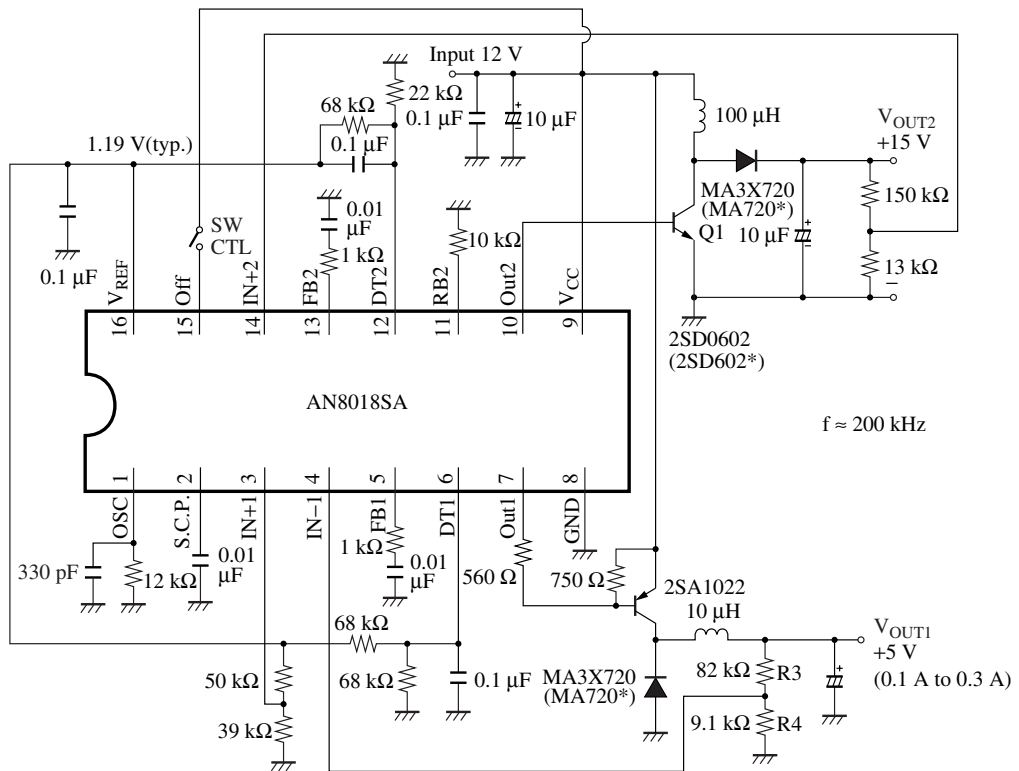 Input 12 V
22 kΩ
68 kΩ
0.1 µF
10 µF
100 µH
V_OUT2
+15 V
1.19 V(typ.)
0.1 µF
MA3X720
(MA720*)
150 kΩ
SW
CTL
0.01
µF
1 kΩ
10 kΩ
Q1
10 µF
13 kΩ
0.1 µF
−
V_REF
Off
IN+2
FB2
DT2
RB2
Out2
V_CC
16
15
14
13
12
11
10
9
2SD0602
(2SD602*)
AN8018SA
f ≈ 200 kHz
1
2
3
4
5
6
7
8
OSC
S.C.P.
IN+1
IN−1
FB1
DT1
Out1
GND
330 pF
12 kΩ
0.01
µF
1 kΩ
0.01
µF
560 Ω
750 Ω
2SA1022
10 µH
68 kΩ
V_OUT1
+5 V
(0.1 A to 0.3 A)
50 kΩ
68 kΩ
0.1 µF
MA3X720
(MA720*)
82 kΩ
R3
39 kΩ
9.1 kΩ
R4